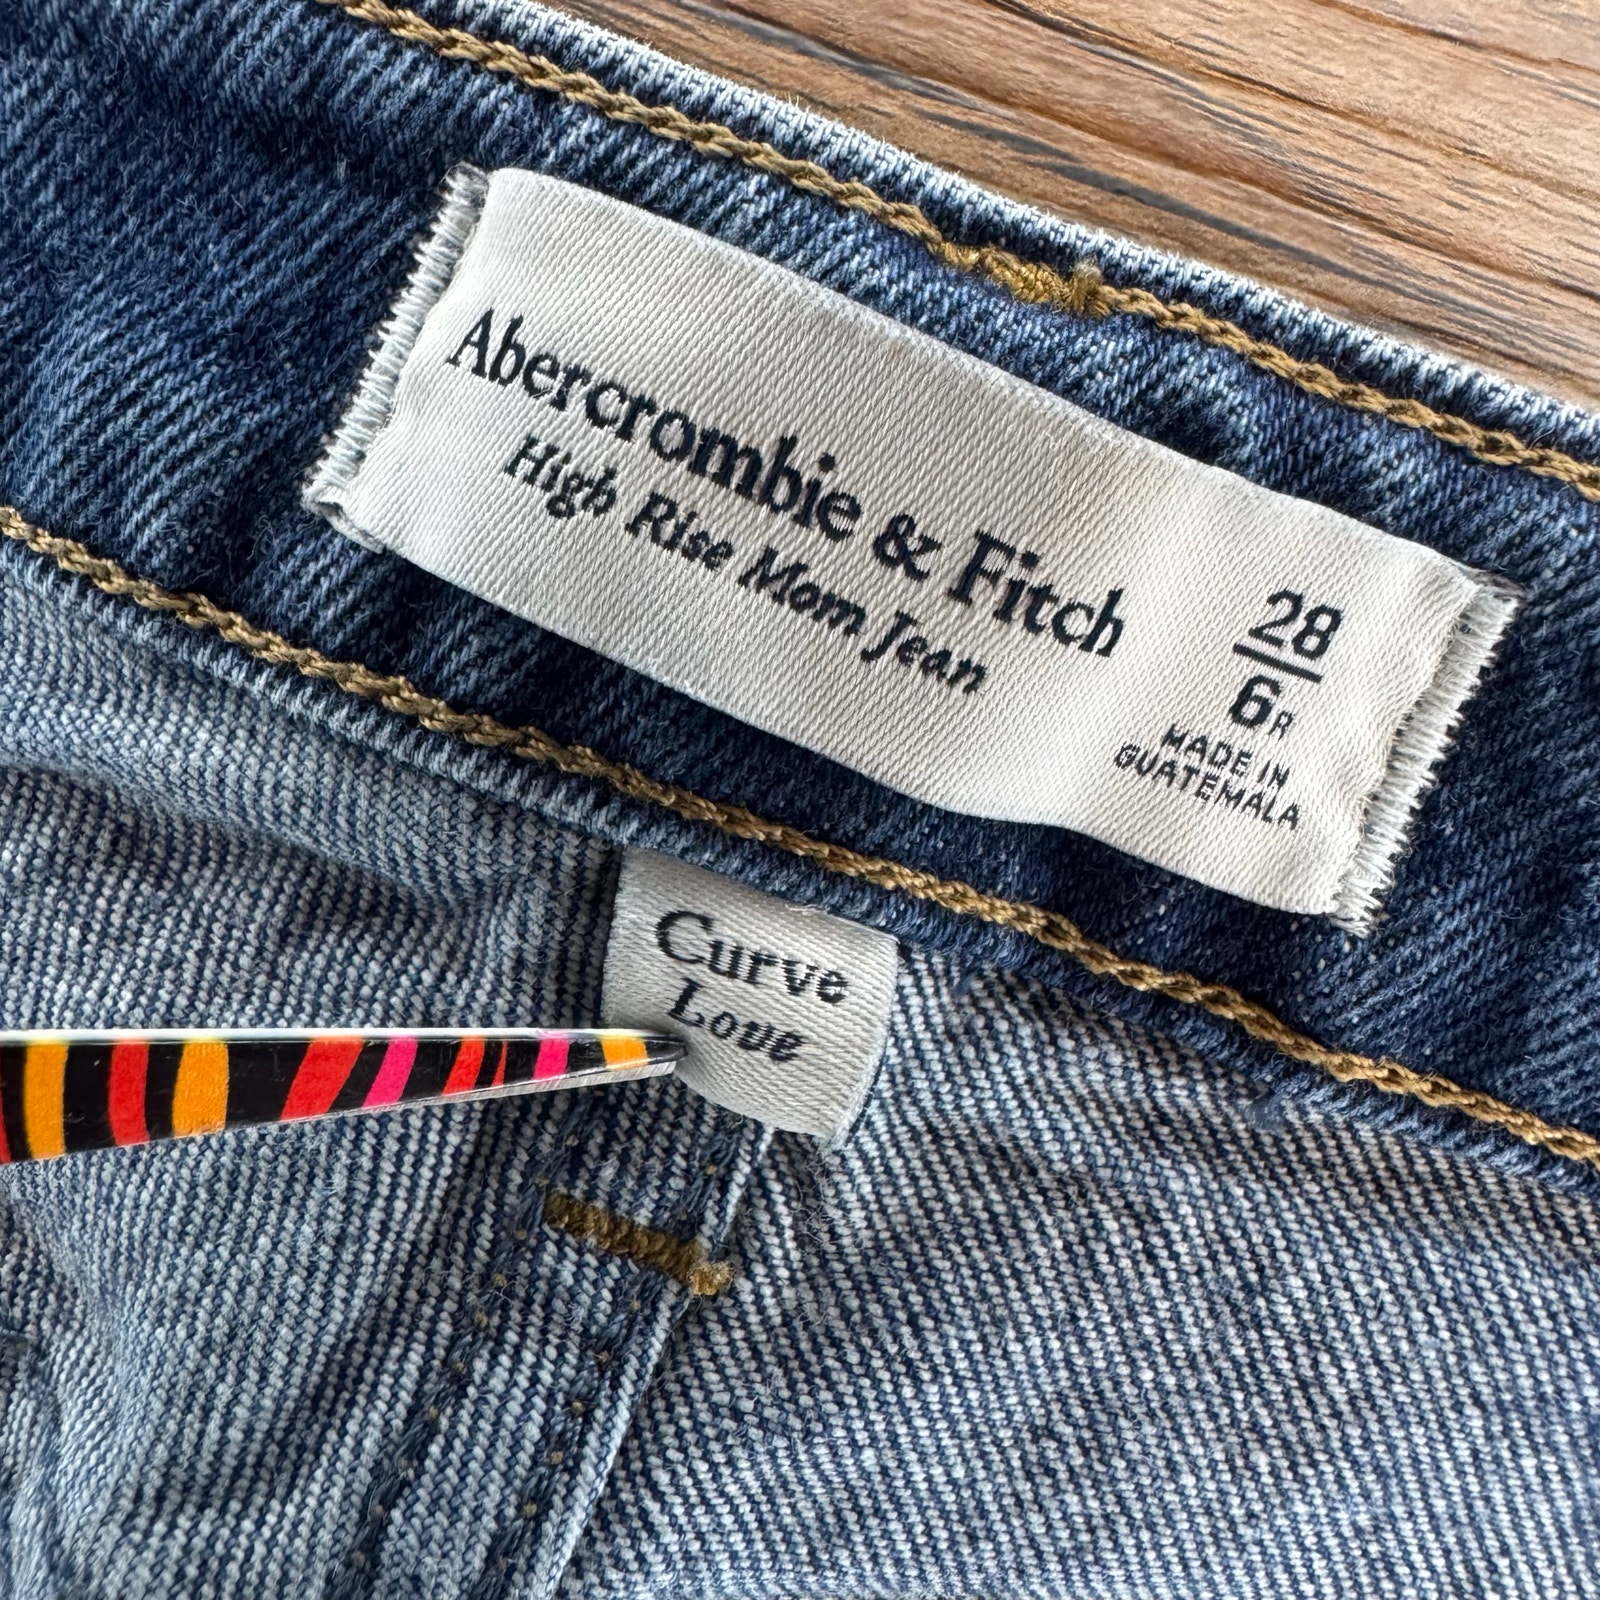 Abercrombie & Fitch
High Rise Mom Jean
28
6R
MADE IN
GUATEMALA
Curve
Love